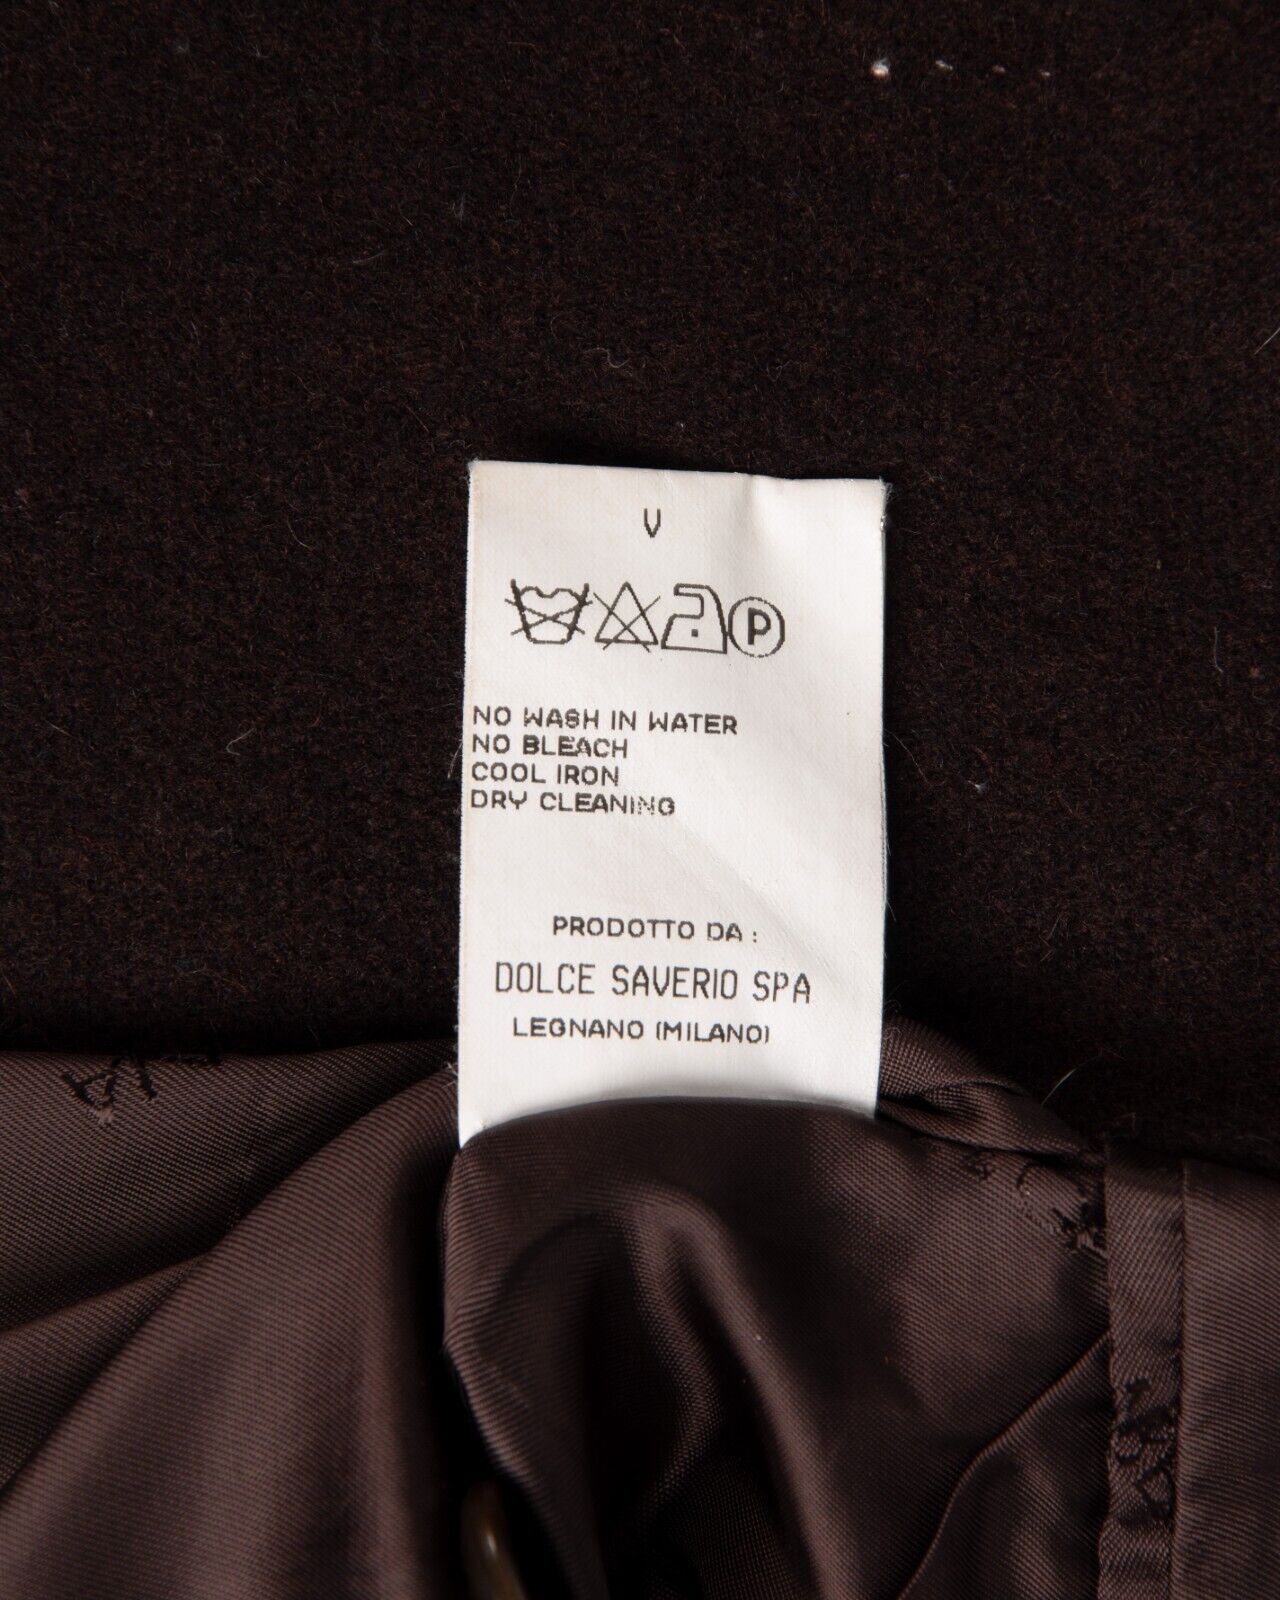 V
P
NO WASH IN WATER
NO BLEACH
COOL IRON
DRY CLEANING
PRODOTTO DA :
DOLCE SAVERIO SPA
LEGNANO (MILANO)